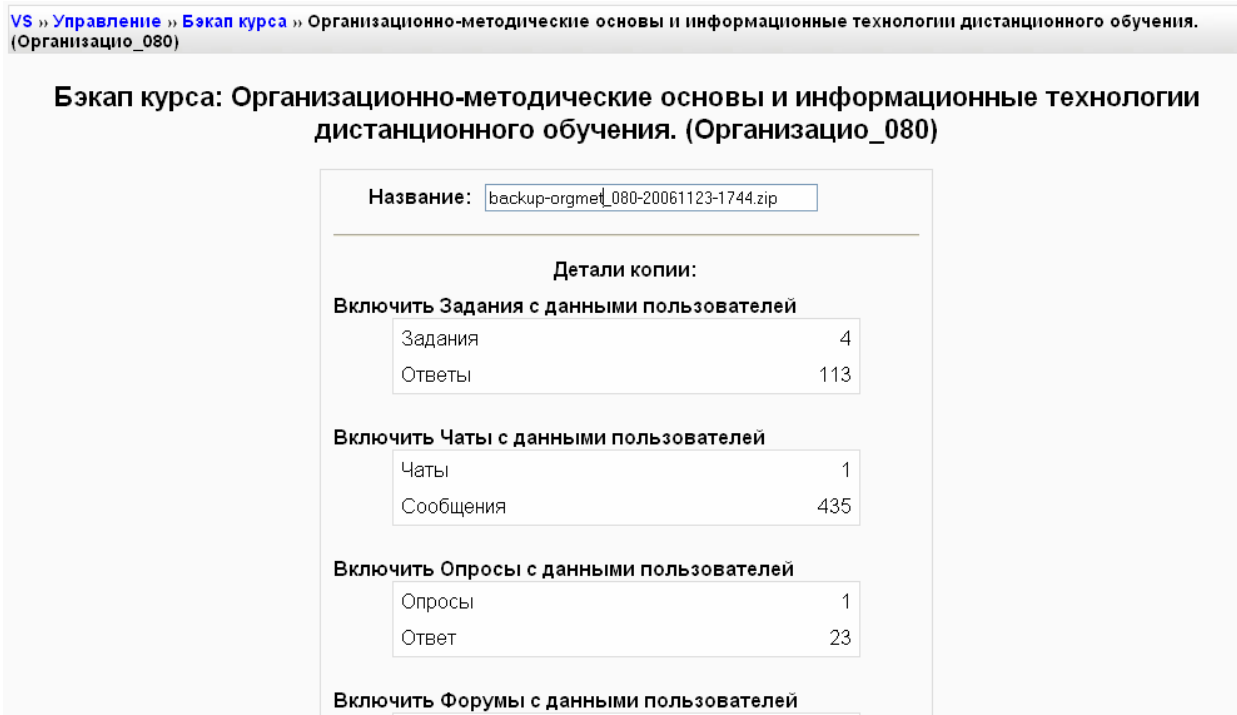 VS » Управление » Бэкап курса » Организационно-методические основы и информационные технологии дистанционного обучения.
(Организацио_080)
Бэкап курса: Организационно-методические основы и информационные технологии
дистанционного обучения. (Организацио_080)
Название: backup-orgmet_080-20061123-1744.zip
Детали копии:
Включить Задания с данными пользователей
Задания 4
Ответы 113
Включить Чаты с данными пользователей
Чаты 1
Сообщения 435
Включить Опросы с данными пользователей
Опросы 1
Ответ 23
Включить Форумы с данными пользователей